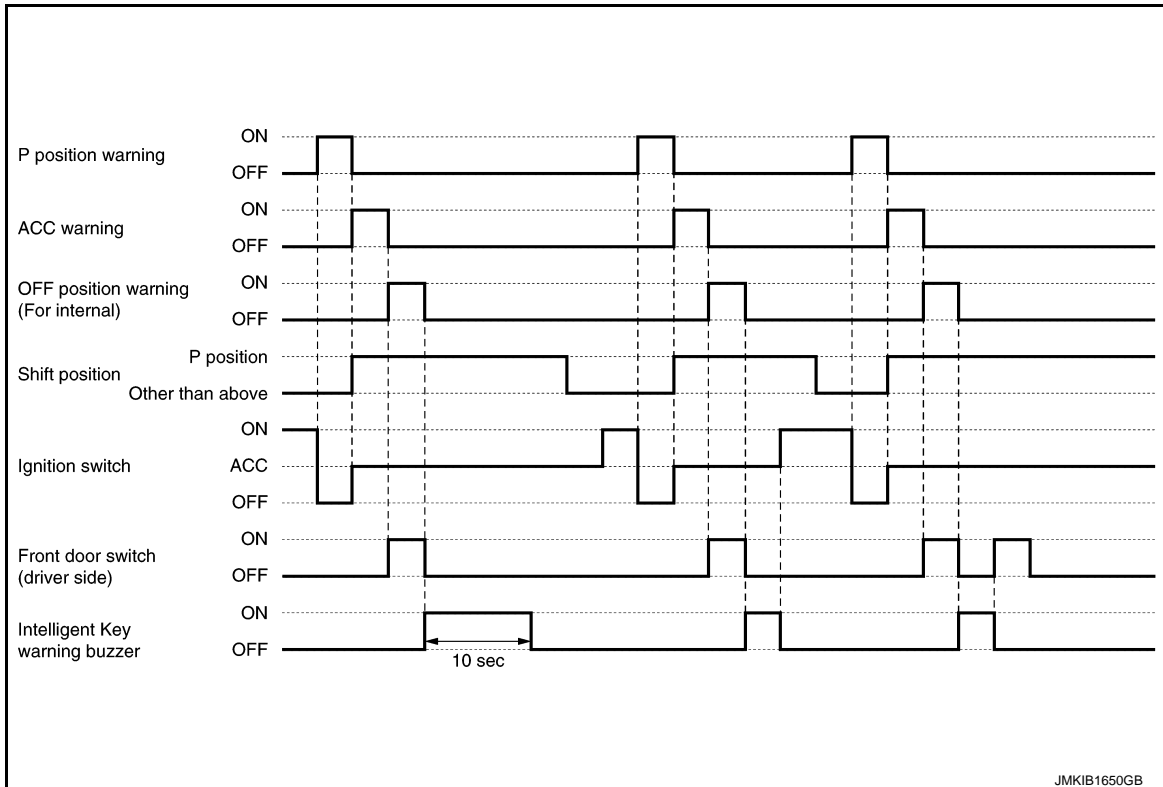 P position warning
ON
OFF
ACC warning
ON
OFF
OFF position warning
(For internal)
ON
OFF
Shift position
P position
Other than above
Ignition switch
ON
ACC
OFF
Front door switch
(driver side)
ON
OFF
Intelligent Key
warning buzzer
ON
OFF
10 sec
JMKIB1650GB